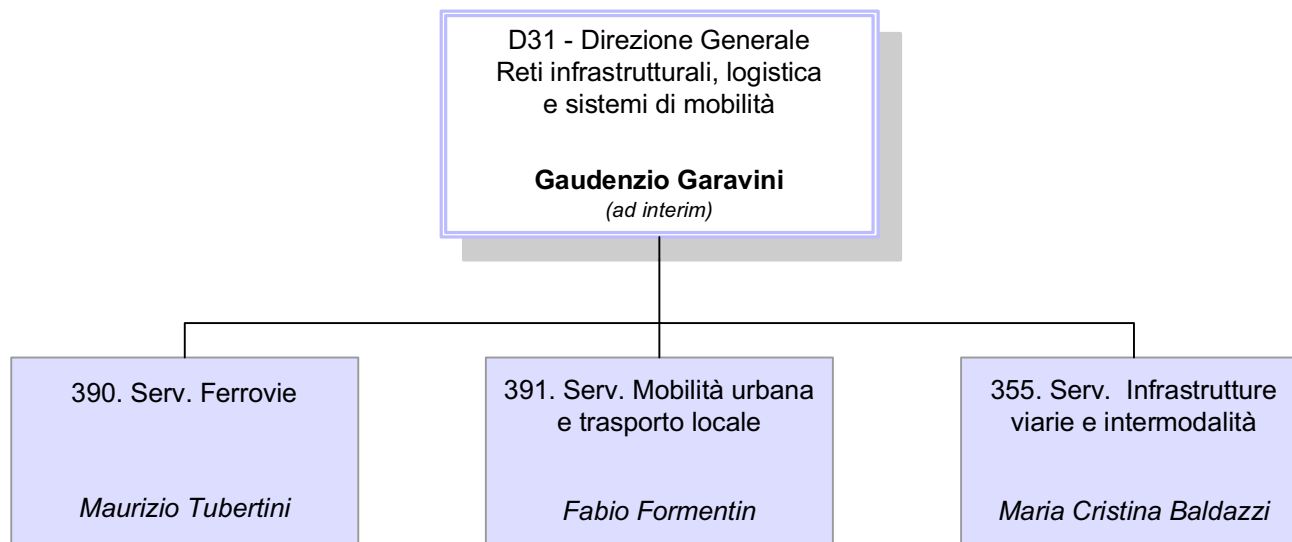 D31 - Direzione Generale
Reti infrastrutturali, logistica
e sistemi di mobilità
Gaudenzio Garavini
(ad interim)
390. Serv. Ferrovie
Maurizio Tubertini
391. Serv. Mobilità urbana
e trasporto locale
Fabio Formentin
355. Serv. Infrastrutture
viarie e intermodalità
Maria Cristina Baldazzi